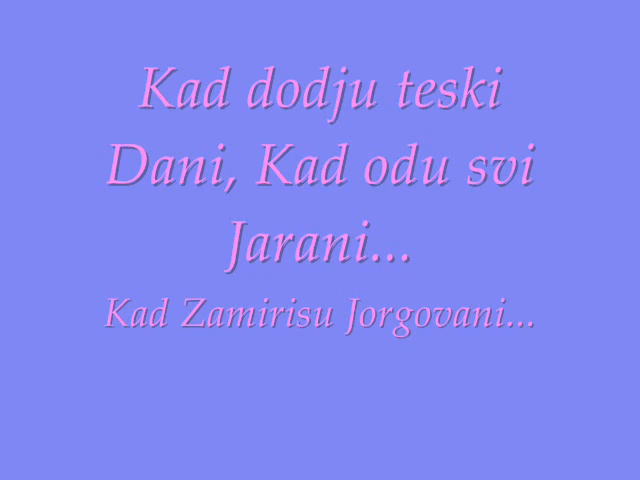 Kad dodju teski
Dani, Kad odu svi
Jarani...
Kad Zamirisu Jorgovani...